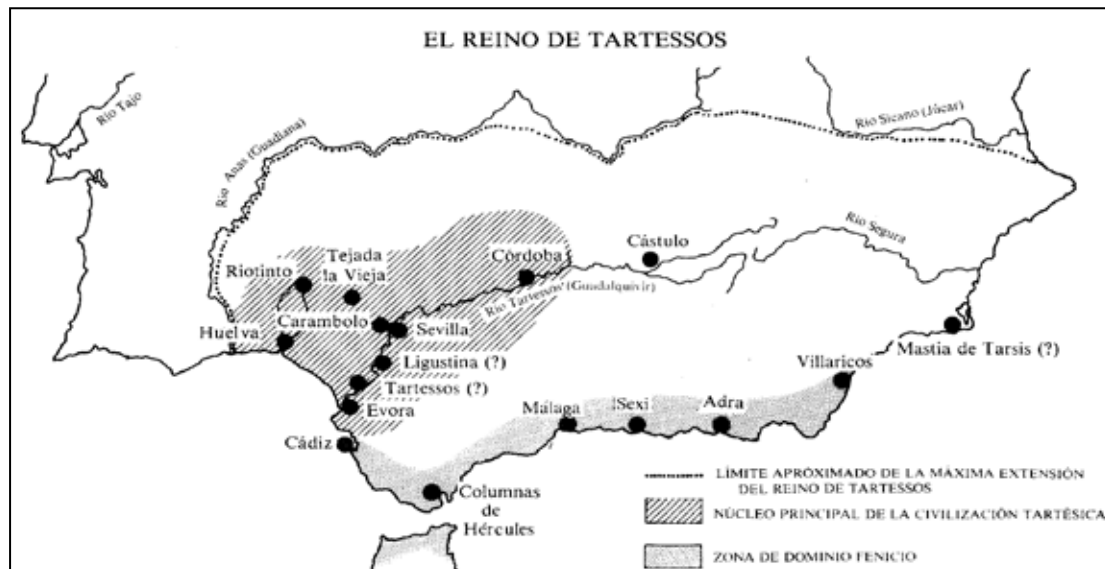 EL REINO DE TARTESSOS
Río Tajo
Río Anas (Guadiana)
Río Sicano (Júcar)
Río Segura
Riotinto
Tejada
la Vieja
Córdoba
Cástulo
Río Tartessos (Guadalquivir)
Huelva
Carambolo
Sevilla
Ligustina (?)
Tartessos (?)
Evora
Cádiz
Columnas
de
Hércules
Málaga
Sexi
Adra
Villaricos
Mastia de Tarsis (?)
LÍMITE APROXIMADO DE LA MÁXIMA EXTENSIÓN
DEL REINO DE TARTESSOS
NÚCLEO PRINCIPAL DE LA CIVILIZACIÓN TARTÉSICA
ZONA DE DOMINIO FENICIO